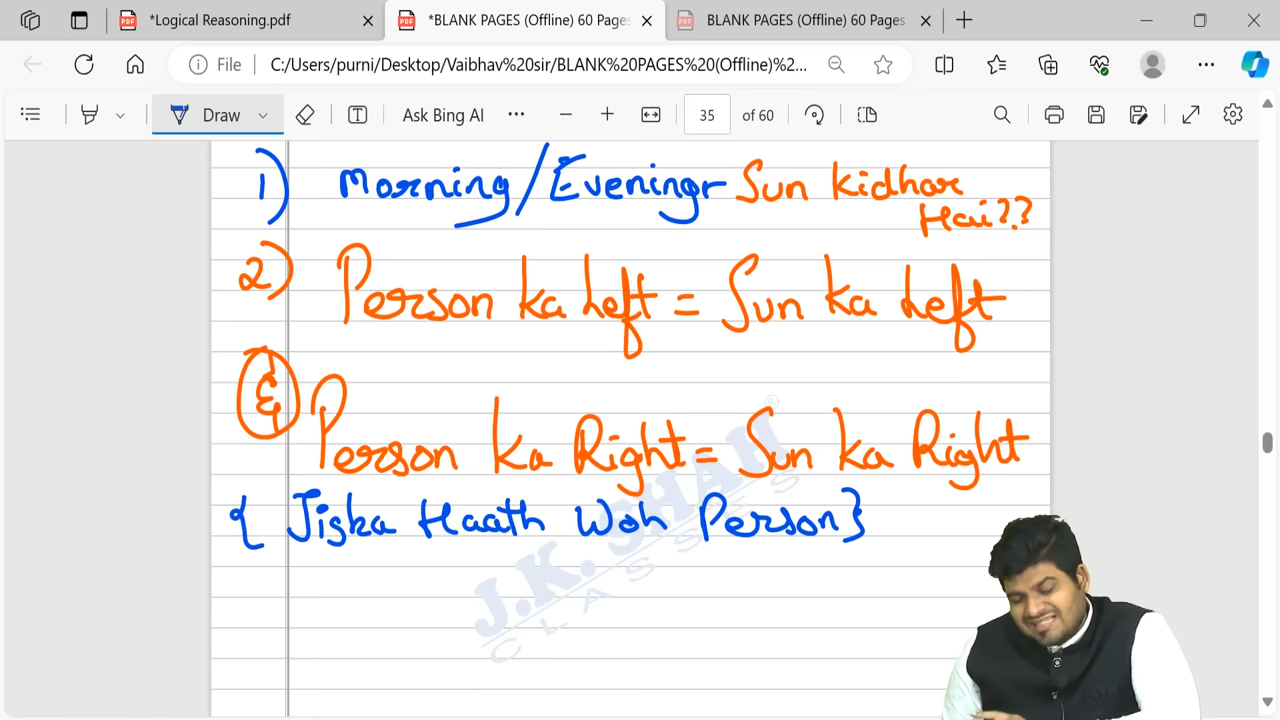 *Logical Reasoning.pdf
*BLANK PAGES (Offline) 60 Pages
BLANK PAGES (Offline) 60 Pages
File
C:/Users/purni/Desktop/Vaibhav%20sir/BLANK%20PAGES%20(Offline)%2...
Draw
Ask Bing AI
35
of 60
1) Morning/Evening Sun kidhar
Hai??
2) Person ka Left = Sun ka Left
& Person ka Right = Sun ka Right
{ Jiska Haath Woh Person}
J.K. SHAH®
CLASSES